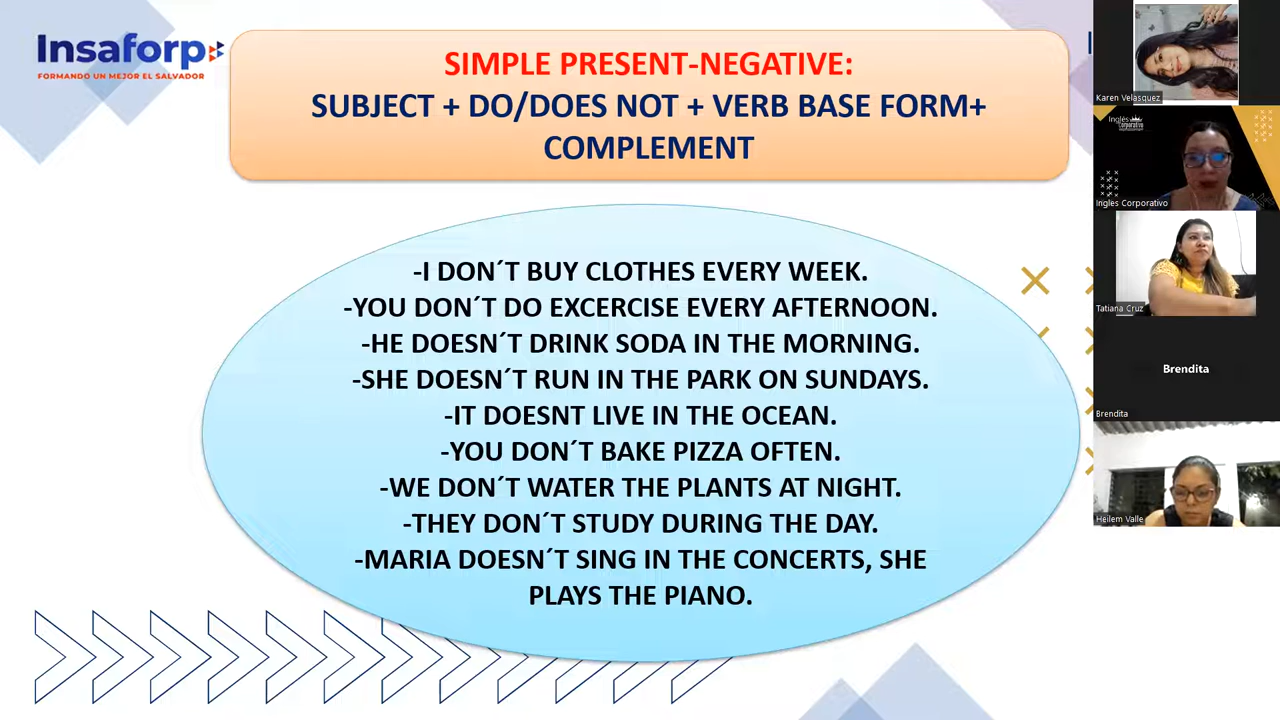 Insaforp
FORMANDO UN MEJOR EL SALVADOR
SIMPLE PRESENT-NEGATIVE:
SUBJECT + DO/DOES NOT + VERB BASE FORM+
COMPLEMENT
-I DON´T BUY CLOTHES EVERY WEEK.
-YOU DON´T DO EXCERCISE EVERY AFTERNOON.
-HE DOESN´T DRINK SODA IN THE MORNING.
-SHE DOESN´T RUN IN THE PARK ON SUNDAYS.
-IT DOESNT LIVE IN THE OCEAN.
-YOU DON´T BAKE PIZZA OFTEN.
-WE DON´T WATER THE PLANTS AT NIGHT.
-THEY DON´T STUDY DURING THE DAY.
-MARIA DOESN´T SING IN THE CONCERTS, SHE
PLAYS THE PIANO.
Karen Velasquez
Inglés
Corporativo
Ingles Corporativo
Tatiana Cruz
Brendita
Brendita
Heilem Valle